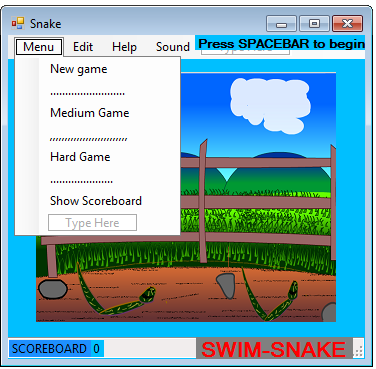 Snake
Menu Edit Help Sound Press SPACEBAR to begin
New game
..........................
Medium Game
,,,,,,,,,,,,,,,,,,,,,,,,,,
Hard Game
......................
Show Scoreboard
Type Here
SCOREBOARD 0
SWIM-SNAKE